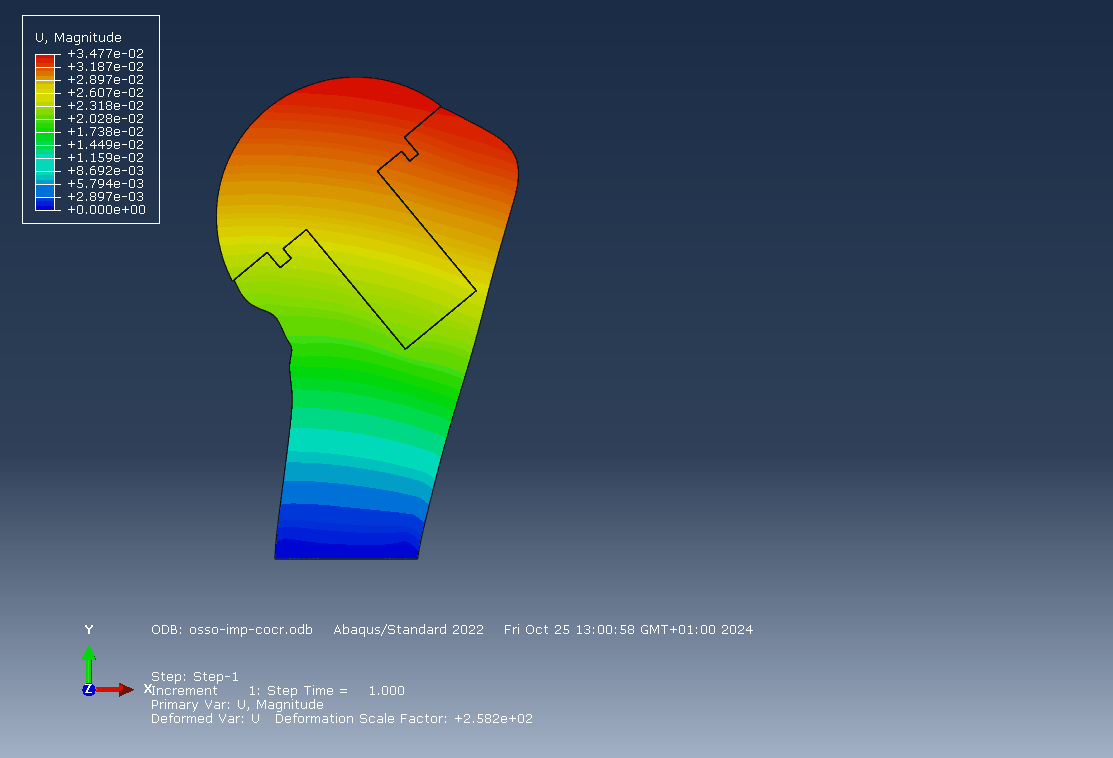 U, Magnitude
+3.477e-02
+3.187e-02
+2.897e-02
+2.607e-02
+2.318e-02
+2.028e-02
+1.738e-02
+1.449e-02
+1.159e-02
+8.692e-03
+5.794e-03
+2.897e-03
+0.000e+00
ODB: osso-imp-cocr.odb Abaqus/Standard 2022 Fri Oct 25 13:00:58 GMT+01:00 2024
Y
Z
X
Step: Step-1
Increment 1: Step Time = 1.000
Primary Var: U, Magnitude
Deformed Var: U Deformation Scale Factor: +2.582e+02